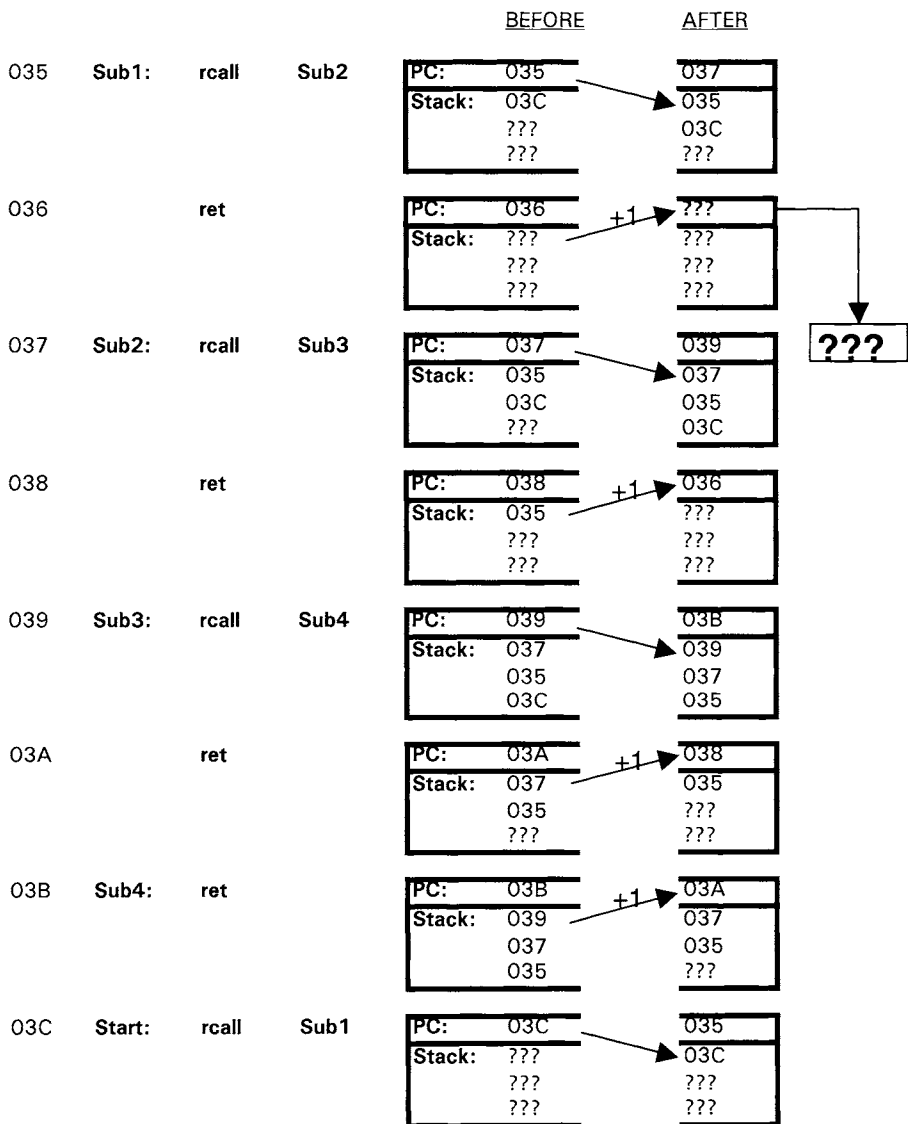 BEFORE AFTER
035 Sub1: rcall Sub2 PC: 035 037
Stack: 03C 035
??? 03C
??? ???
036 ret PC: 036 +1 ???
Stack: ??? ???
??? ???
??? ???
037 Sub2: rcall Sub3 PC: 037 039 ???
Stack: 035 037
03C 035
??? 03C
038 ret PC: 038 +1 036
Stack: 035 ???
??? ???
??? ???
039 Sub3: rcall Sub4 PC: 039 03B
Stack: 037 039
035 037
03C 035
03A ret PC: 03A +1 038
Stack: 037 035
035 ???
??? ???
03B Sub4: ret PC: 03B +1 03A
Stack: 039 037
037 035
035 ???
03C Start: rcall Sub1 PC: 03C 035
Stack: ??? 03C
??? ???
??? ???